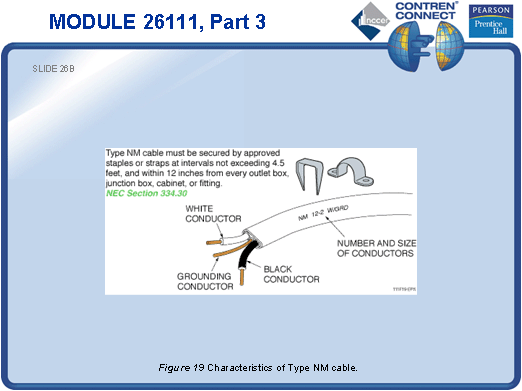 MODULE 26111, Part 3
nccer
CONTREN®
CONNECT
PEARSON
Prentice
Hall
SLIDE 26B
Type NM cable must be secured by approved
staples or straps at intervals not exceeding 4.5
feet, and within 12 inches from every outlet box,
junction box, cabinet, or fitting.
NEC Section 334.30
WHITE
CONDUCTOR
NM 12-2 W/GRD
NUMBER AND SIZE
OF CONDUCTORS
GROUNDING
CONDUCTOR
BLACK
CONDUCTOR
Figure 19 Characteristics of Type NM cable.